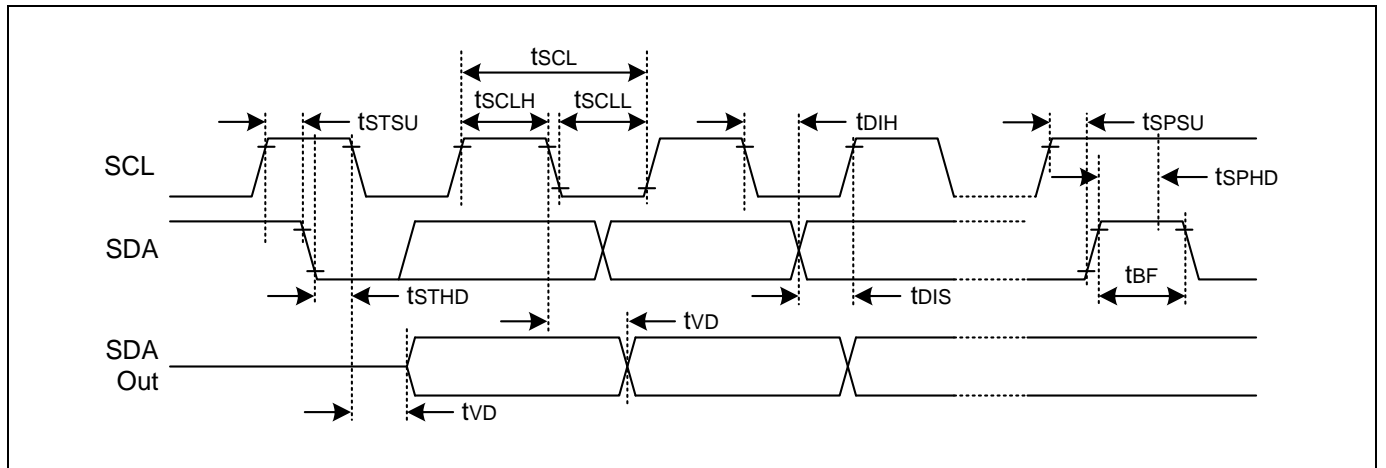 tSCL
tSCLH tSCLL
tSTSU tDIH tSPSU
SCL
tSPHD
SDA
tBF
tSTHD tDIS
tVD
SDA
Out
tVD